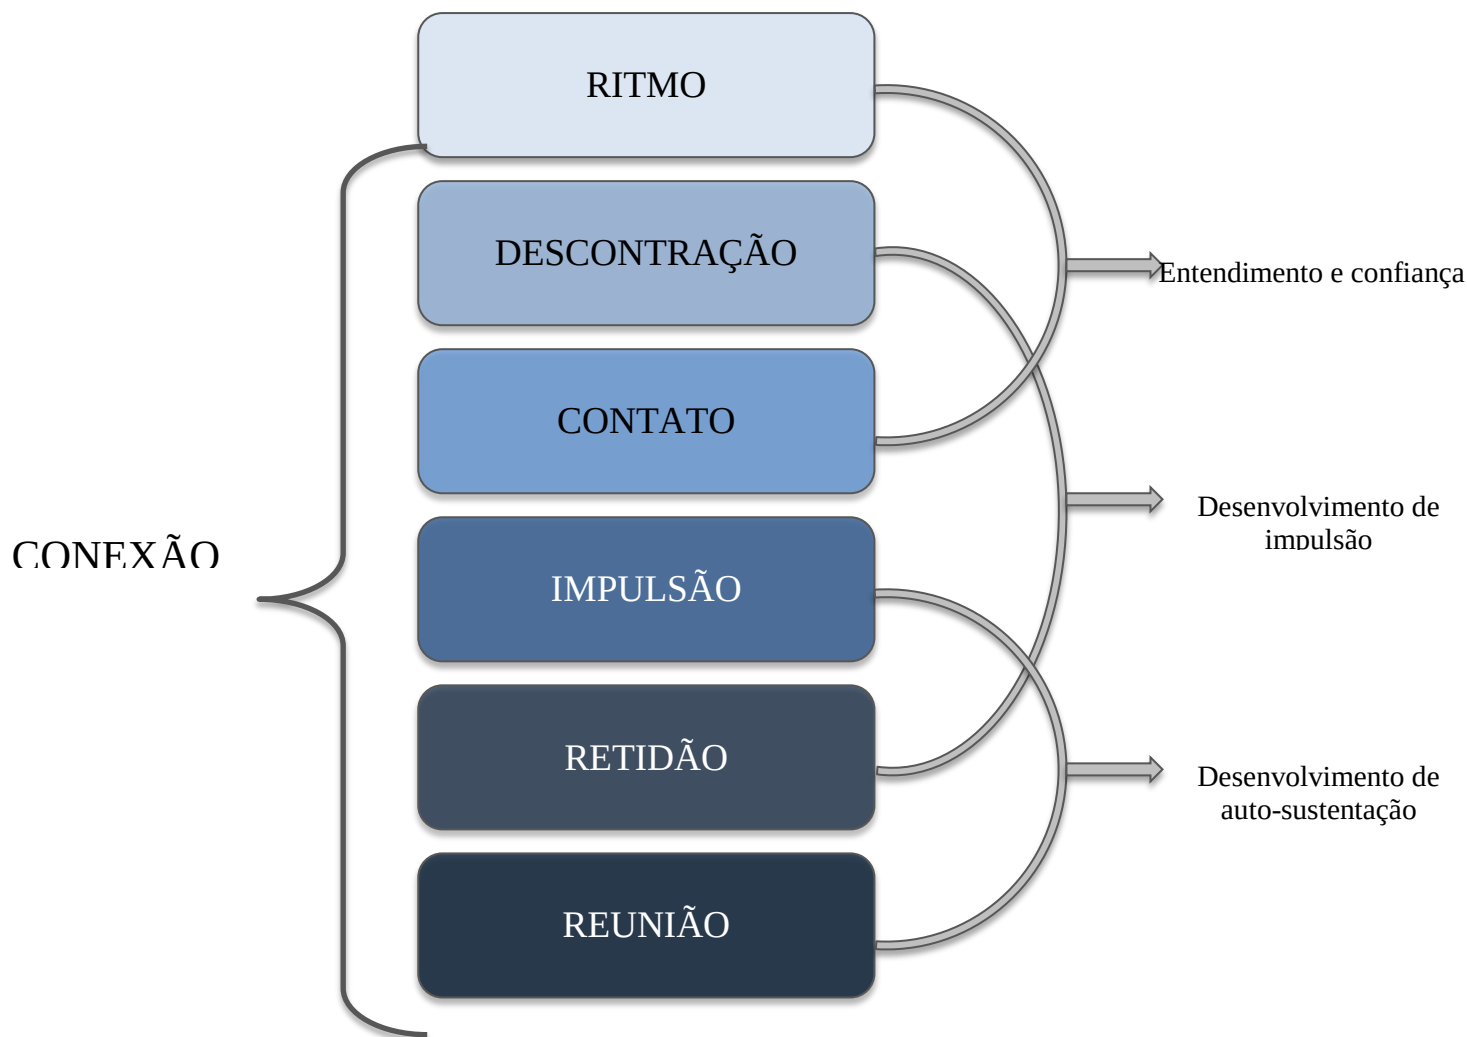 RITMO
DESCONTRAÇÃO
Entendimento e confiança
CONTATO
Desenvolvimento de
impulsão
CONEXÃO
IMPULSÃO
RETIDÃO
Desenvolvimento de
auto-sustentação
REUNIÃO